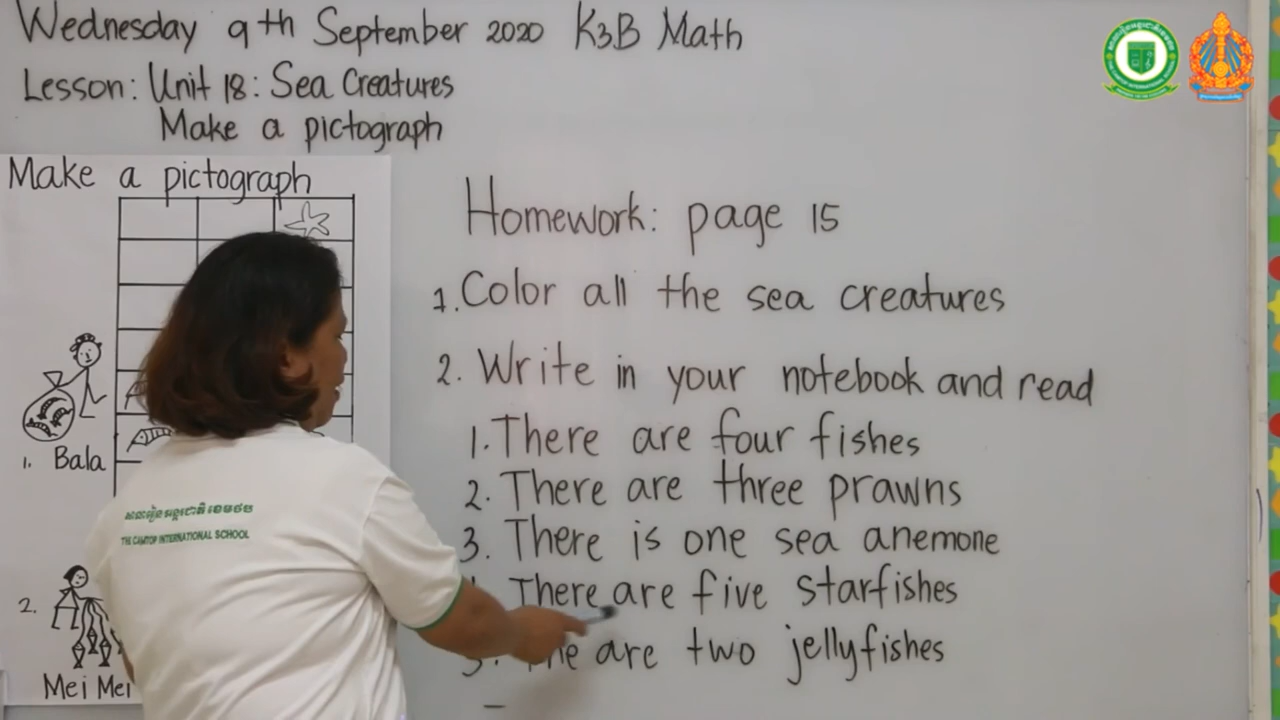 Wednesday 9th September 2020 K3B Math
Lesson: Unit 18: Sea Creatures
Make a pictograph
Make a pictograph
1. Bala
2.
Mei Mei
Homework: page 15
1. Color all the sea creatures
2. Write in your notebook and read
1. There are four fishes
2. There are three prawns
3. There is one sea anemone
There are five starfishes
are two jellyfishes
THE CAMTOP INTERNATIONAL SCHOOL